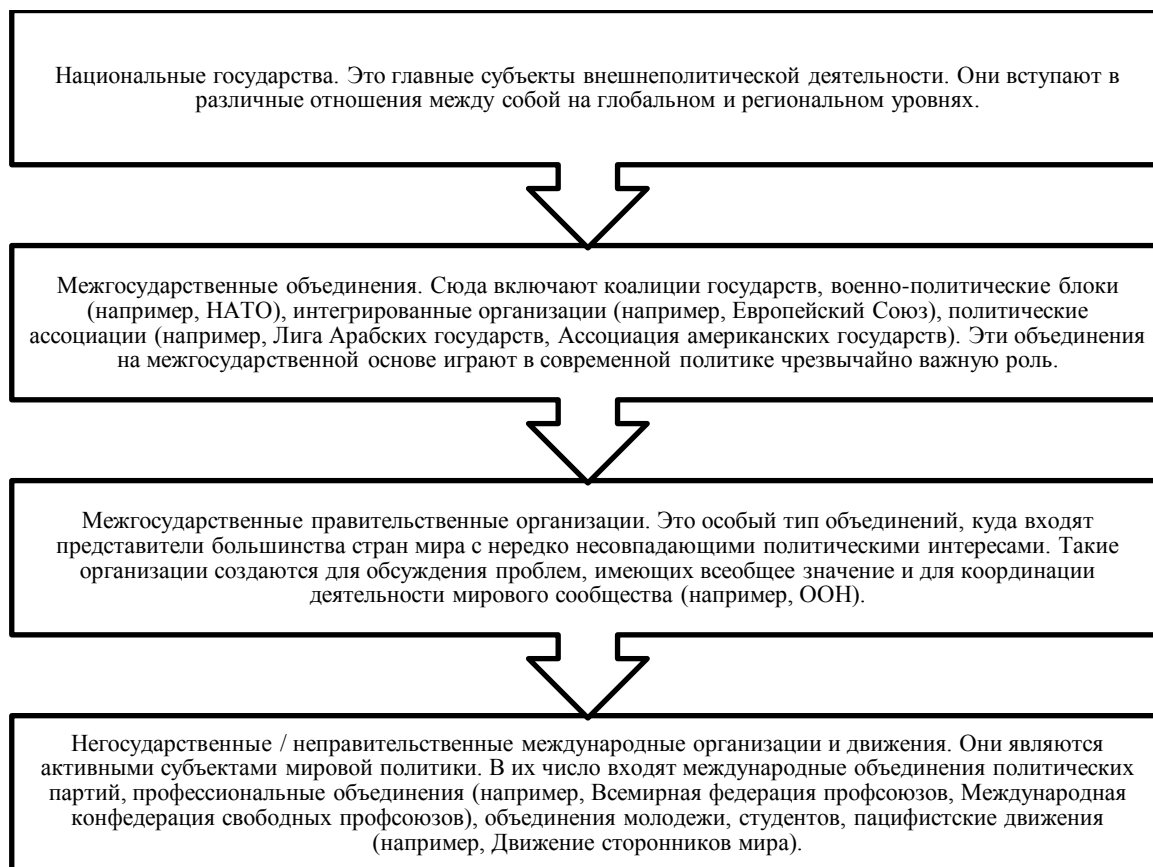 Национальные государства. Это главные субъекты внешнеполитической деятельности. Они вступают в
различные отношения между собой на глобальном и региональном уровнях.
Межгосударственные объединения. Сюда включают коалиции государств, военно-политические блоки
(например, НАТО), интегрированные организации (например, Европейский Союз), политические
ассоциации (например, Лига Арабских государств, Ассоциация американских государств). Эти объединения
на межгосударственной основе играют в современной политике чрезвычайно важную роль.
Межгосударственные правительственные организации. Это особый тип объединений, куда входят
представители большинства стран мира с нередко несовпадающими политическими интересами. Такие
организации создаются для обсуждения проблем, имеющих всеобщее значение и для координации
деятельности мирового сообщества (например, ООН).
Негосударственные / неправительственные международные организации и движения. Они являются
активными субъектами мировой политики. В их число входят международные объединения политических
партий, профессиональные объединения (например, Всемирная федерация профсоюзов, Международная
конфедерация свободных профсоюзов), объединения молодежи, студентов, пацифистские движения
(например, Движение сторонников мира).